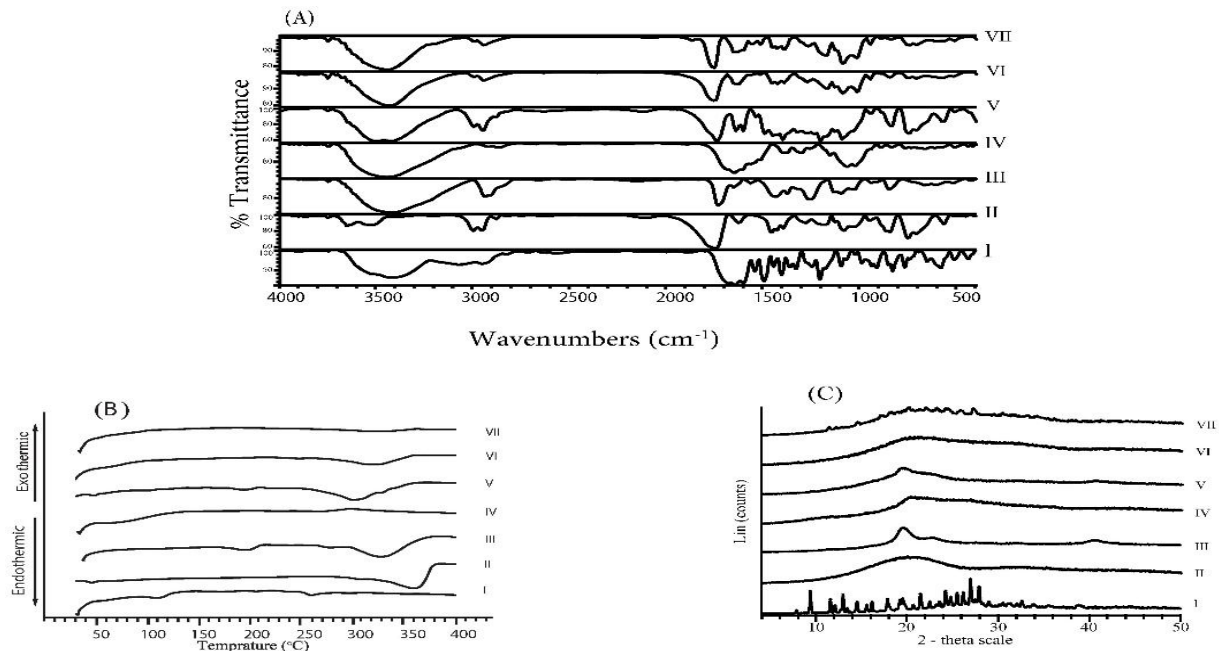 (A)
VII
VI
V
IV
III
II
I
% Transmittance
4000 3500 3000 2500 2000 1500 1000 500
Wavenumbers (cm-1)
(B)
Exothermic
Endothermic
VII
VI
V
IV
III
II
I
50 100 150 200 250 300 350 400
Temprature (°C)
(C)
Lin (counts)
VII
VI
V
IV
III
II
I
10 20 30 40 50
2 - theta scale